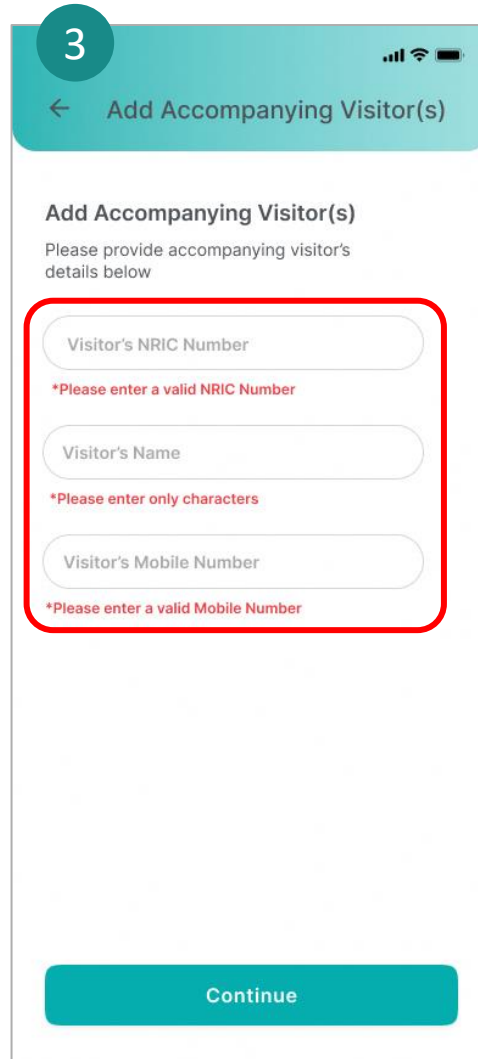 3
Add Accompanying Visitor(s)
Add Accompanying Visitor(s)
Please provide accompanying visitor's
details below
Visitor's NRIC Number
*Please enter a valid NRIC Number
Visitor's Name
*Please enter only characters
Visitor's Mobile Number
*Please enter a valid Mobile Number
Continue